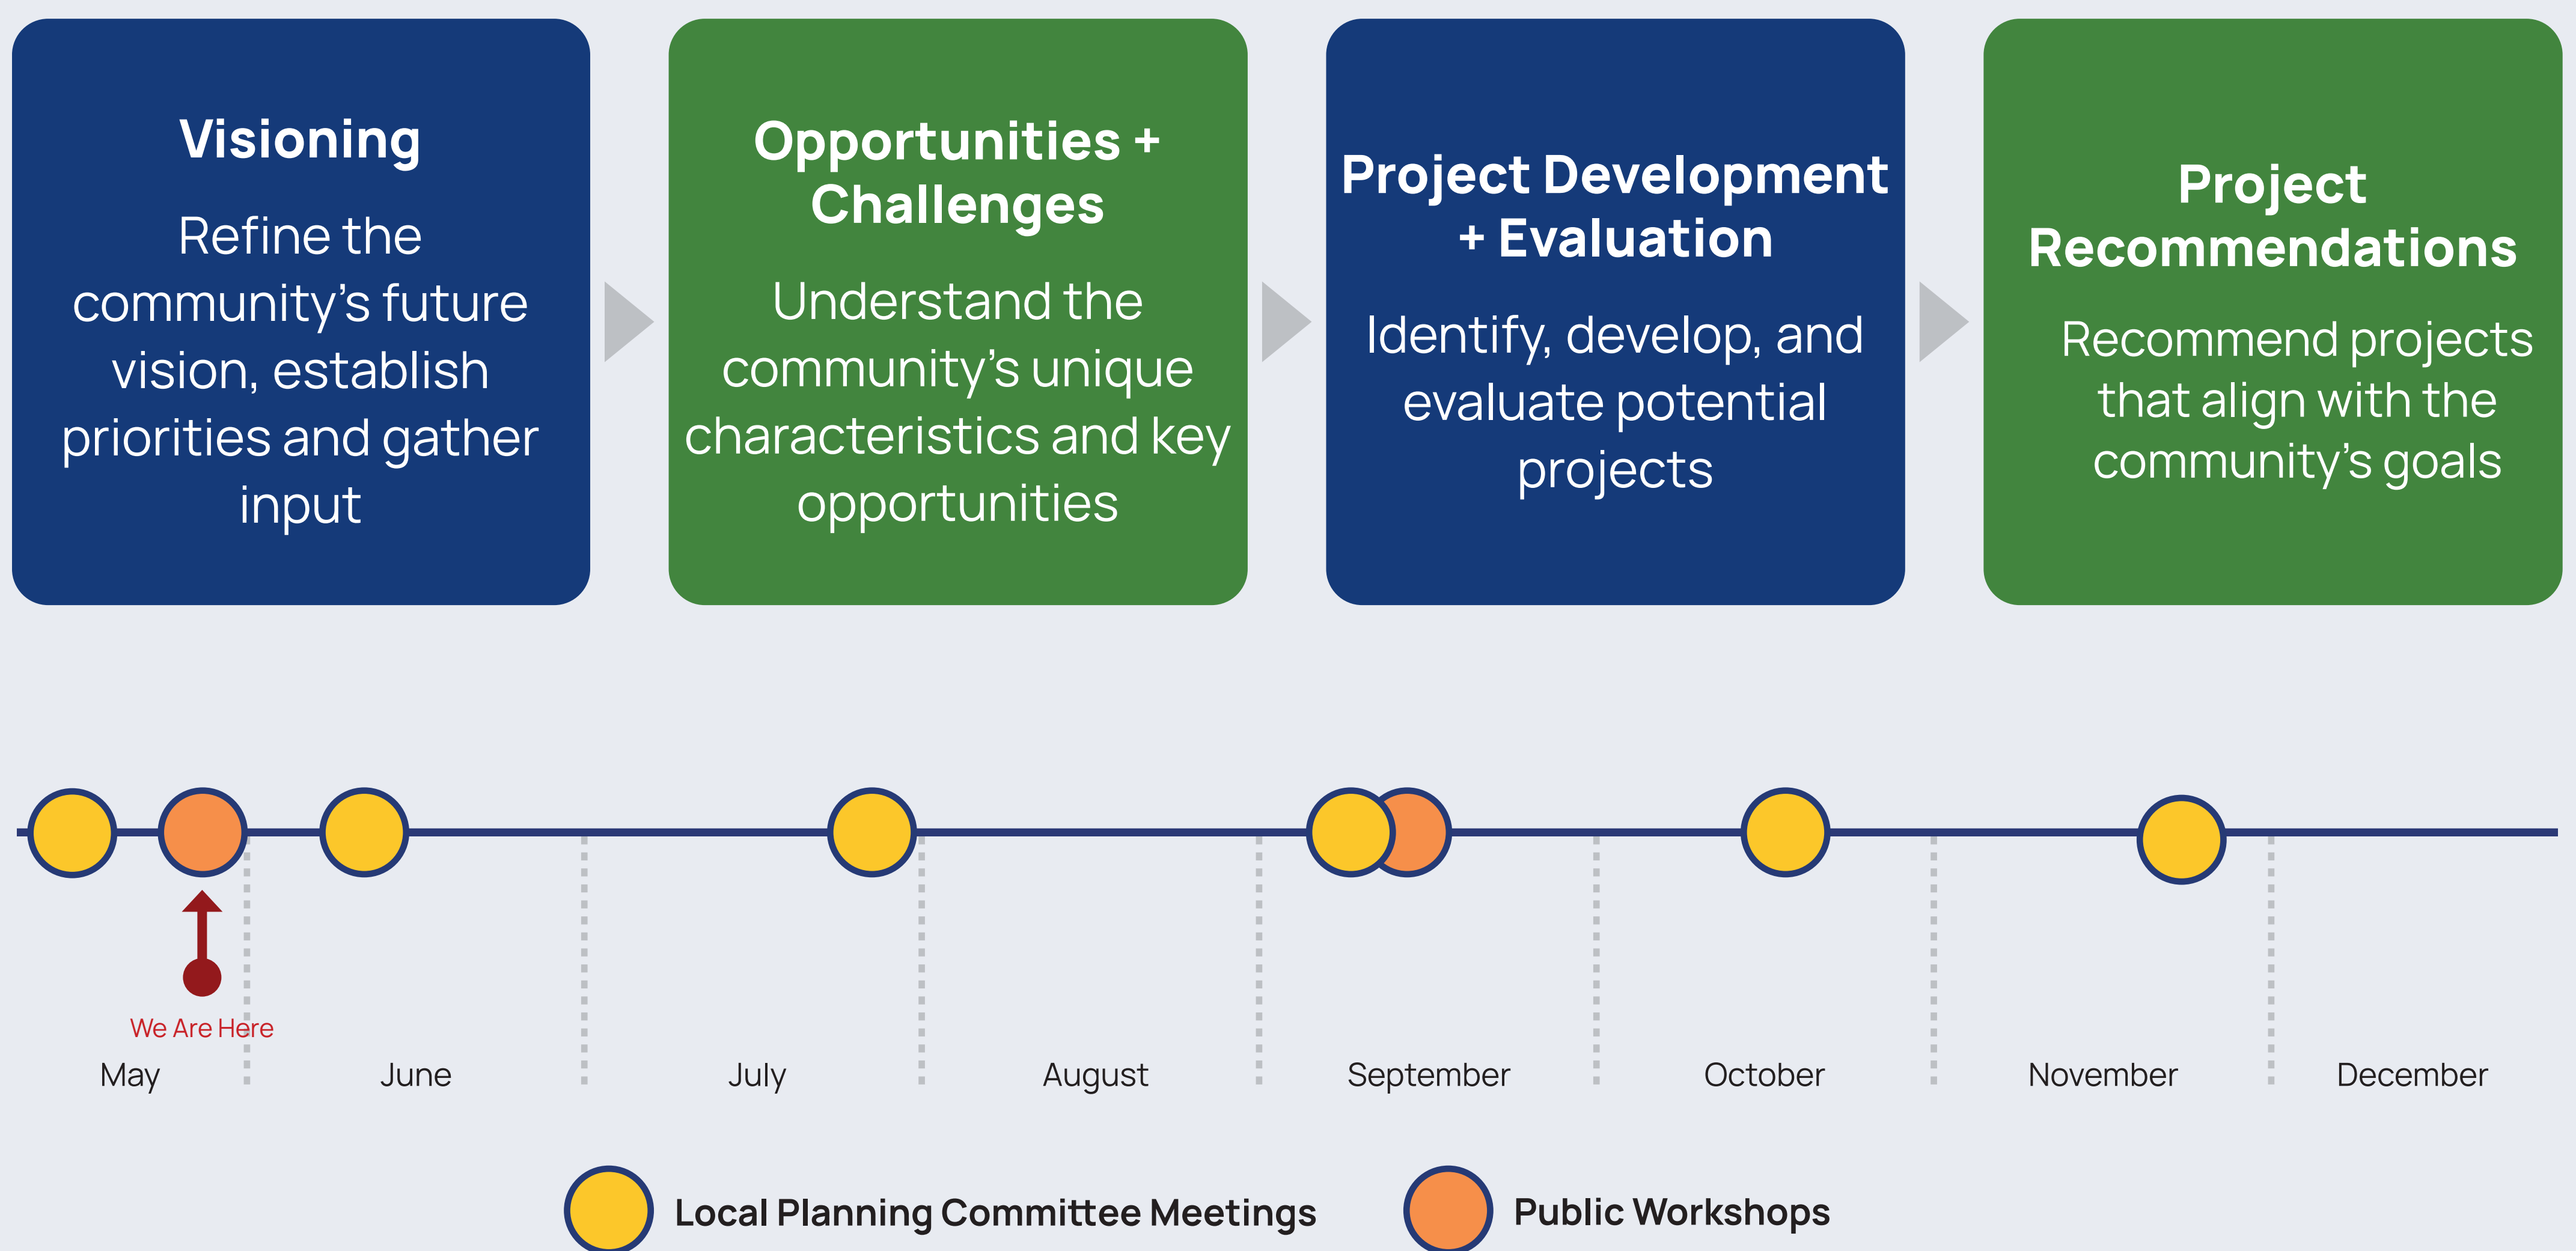 Visioning
Refine the
community’s future
vision, establish
priorities and gather
input
Opportunities +
Challenges
Understand the
community’s unique
characteristics and key
opportunities
Project Development
+ Evaluation
Identify, develop, and
evaluate potential
projects
Project
Recommendations
Recommend projects
that align with the
community’s goals
We Are Here
May
June
July
August
September
October
November
December
Local Planning Committee Meetings
Public Workshops